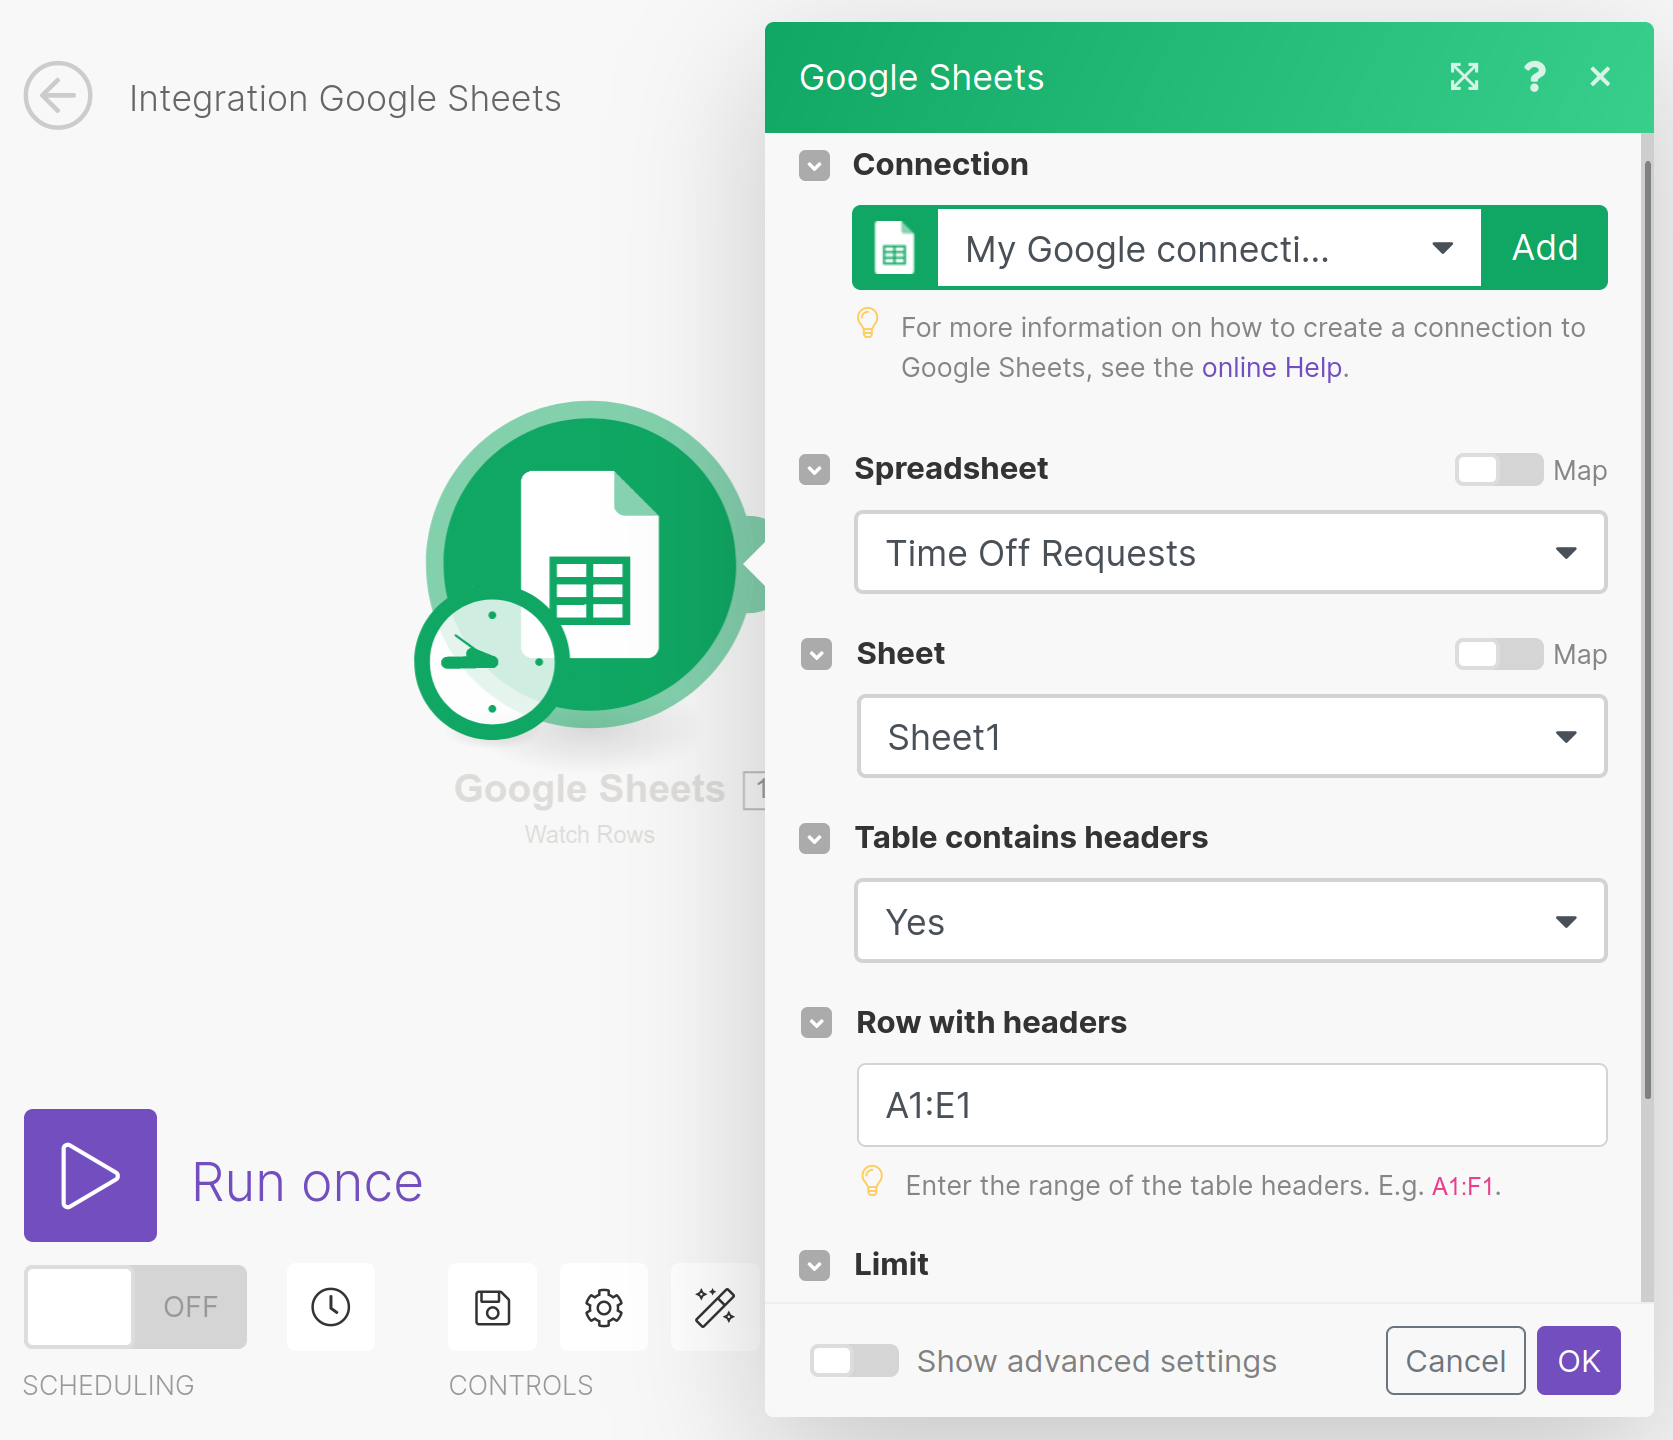 Integration Google Sheets
Google Sheets
Connection
My Google connecti...
Add
For more information on how to create a connection to
Google Sheets, see the online Help.
Spreadsheet
Map
Time Off Requests
Sheet
Map
Sheet1
Google Sheets 1
Watch Rows
Table contains headers
Yes
Row with headers
A1:E1
Enter the range of the table headers. E.g. A1:F1.
Limit
Run once
OFF
SCHEDULING
CONTROLS
Show advanced settings
Cancel
OK